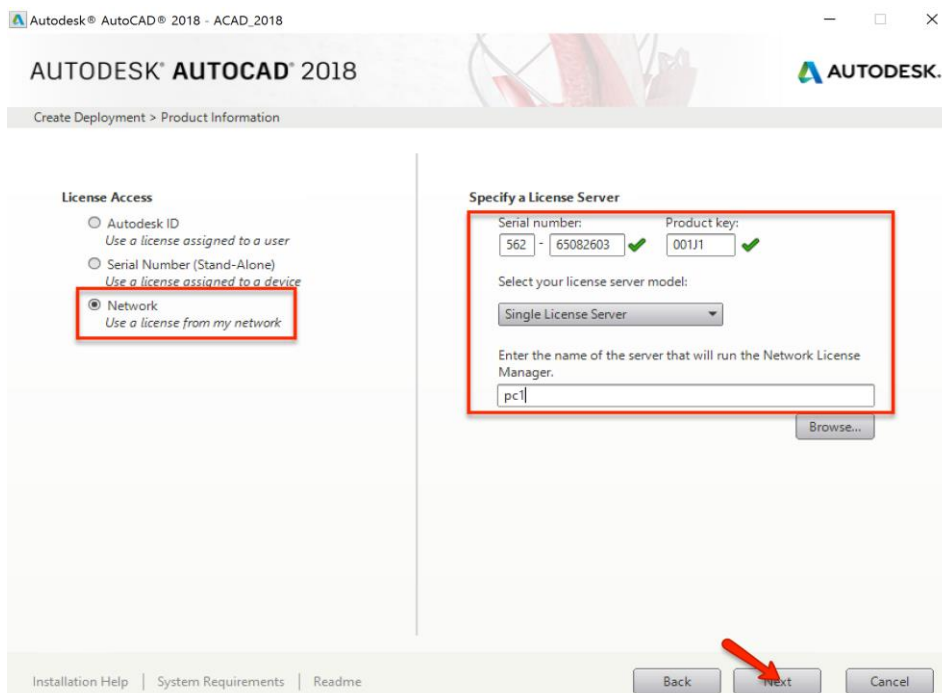 Autodesk® AutoCAD® 2018 - ACAD_2018
AUTODESK® AUTOCAD® 2018
AUTODESK.
Create Deployment > Product Information
License Access
Autodesk ID
Use a license assigned to a user
Serial Number (Stand-Alone)
Use a license assigned to a device
Network
Use a license from my network
Specify a License Server
Serial number: Product key:
562 - 65082603 001J1
Select your license server model:
Single License Server
Enter the name of the server that will run the Network License
Manager.
pc1
Browse...
Installation Help | System Requirements | Readme
Back Next Cancel